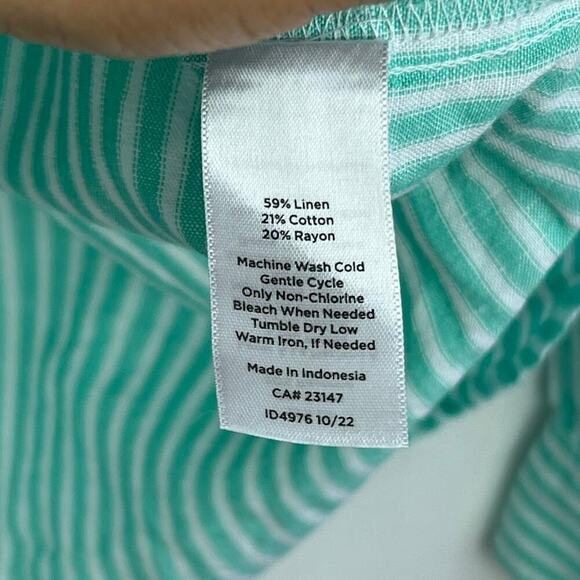 59% Linen
21% Cotton
20% Rayon
Machine Wash Cold
Gentle Cycle
Only Non-Chlorine
Bleach When Needed
Tumble Dry Low
Warm Iron, If Needed
Made In Indonesia
CA# 23147
ID4976 10/22